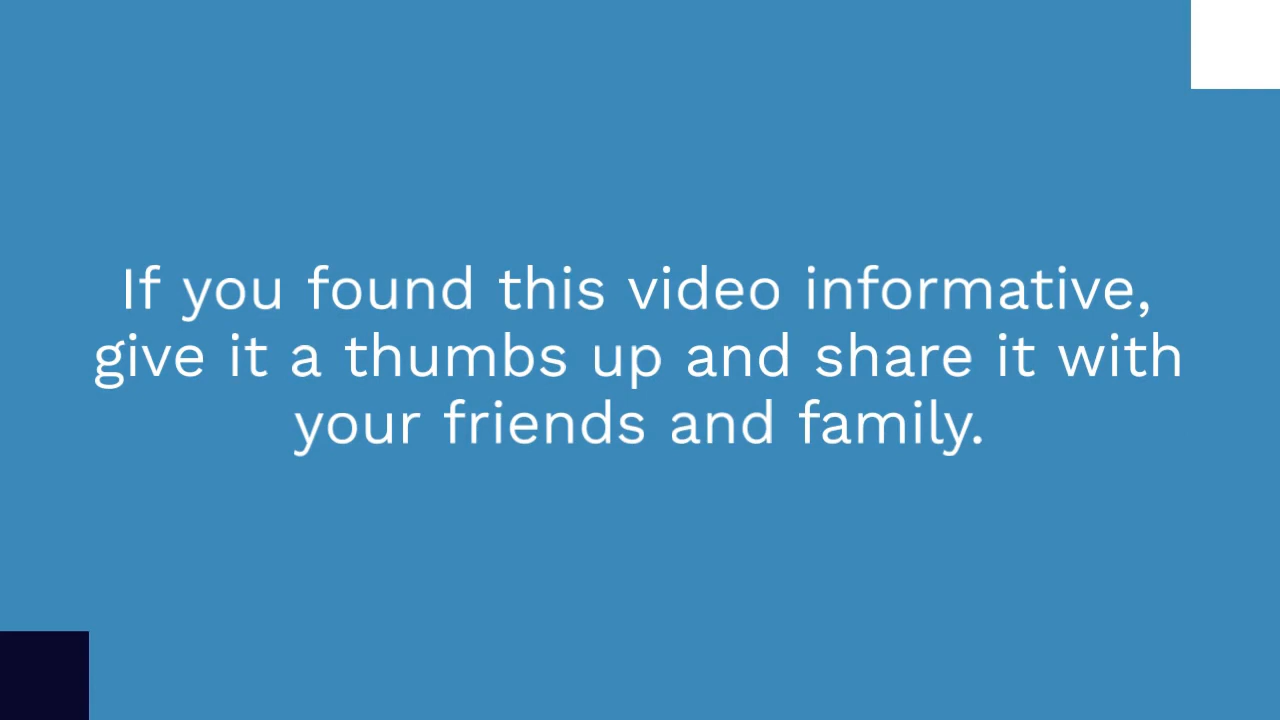 If you found this video informative,
give it a thumbs up and share it with
your friends and family.